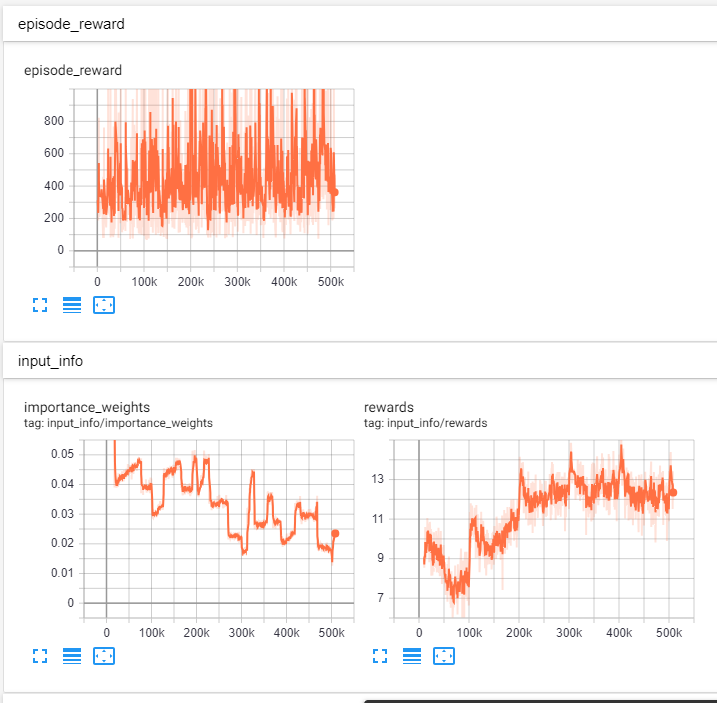 episode_reward
episode_reward
800
600
400
200
0
0 100k 200k 300k 400k 500k
input_info
importance_weights
tag: input_info/importance_weights
0.05
0.04
0.03
0.02
0.01
0
0 100k 200k 300k 400k 500k
rewards
tag: input_info/rewards
13
11
9
7
0 100k 200k 300k 400k 500k